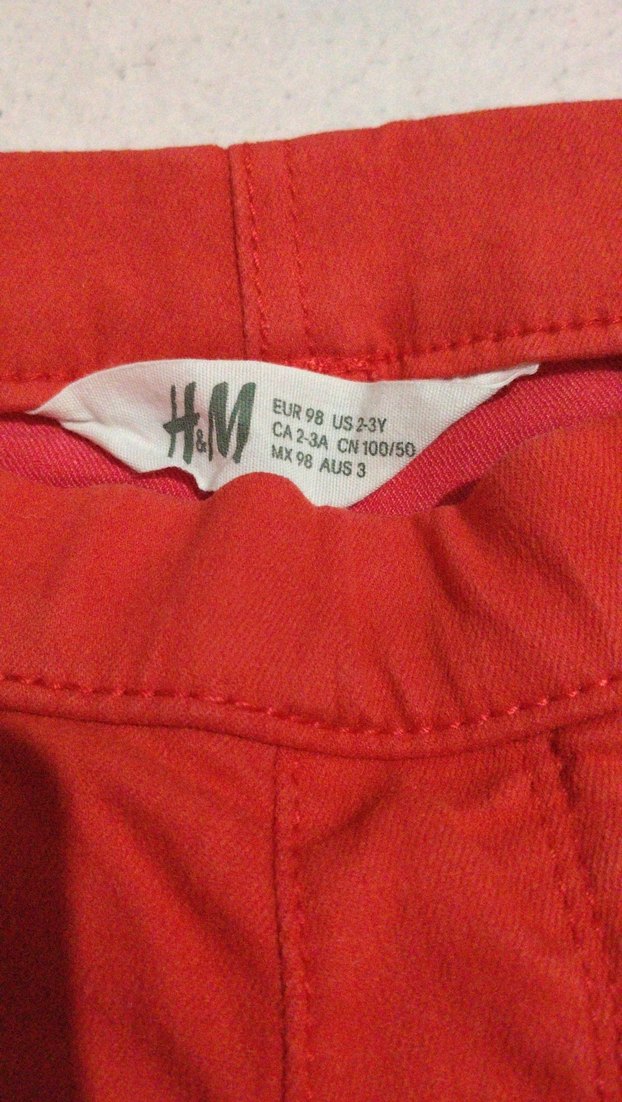 H&M
EUR 98 US 2-3Y
CA 2-3A CN 100/50
MX 98 AUS 3